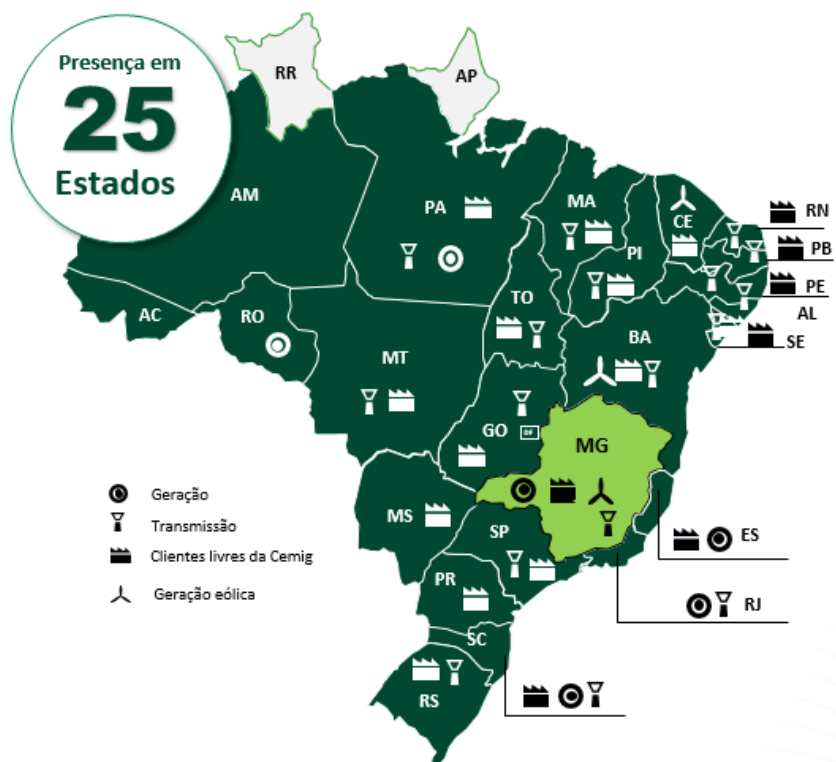 Presença em
25
Estados
RR
AP
AM
PA
MA
CE
RN
PI
PB
PE
AL
SE
AC
RO
TO
BA
MT
GO
DF
MG
MS
SP
ES
PR
RJ
SC
RS
Geração
Transmissão
Clientes livres da Cemig
Geração eólica